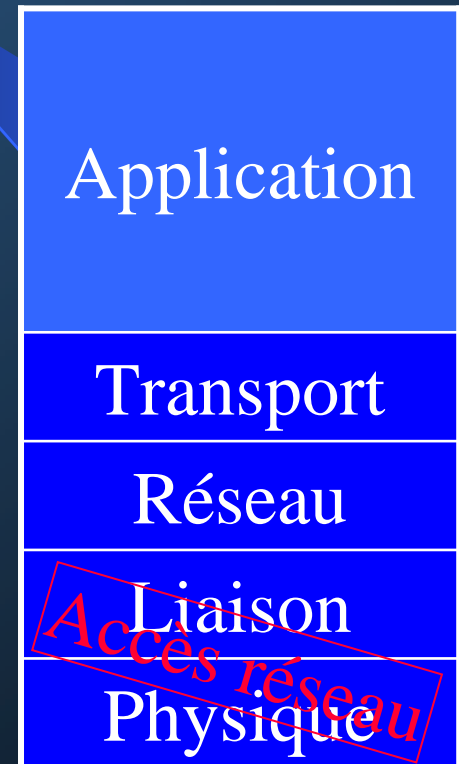 Application
Transport
Réseau
Liaison
Accès réseau
Physique